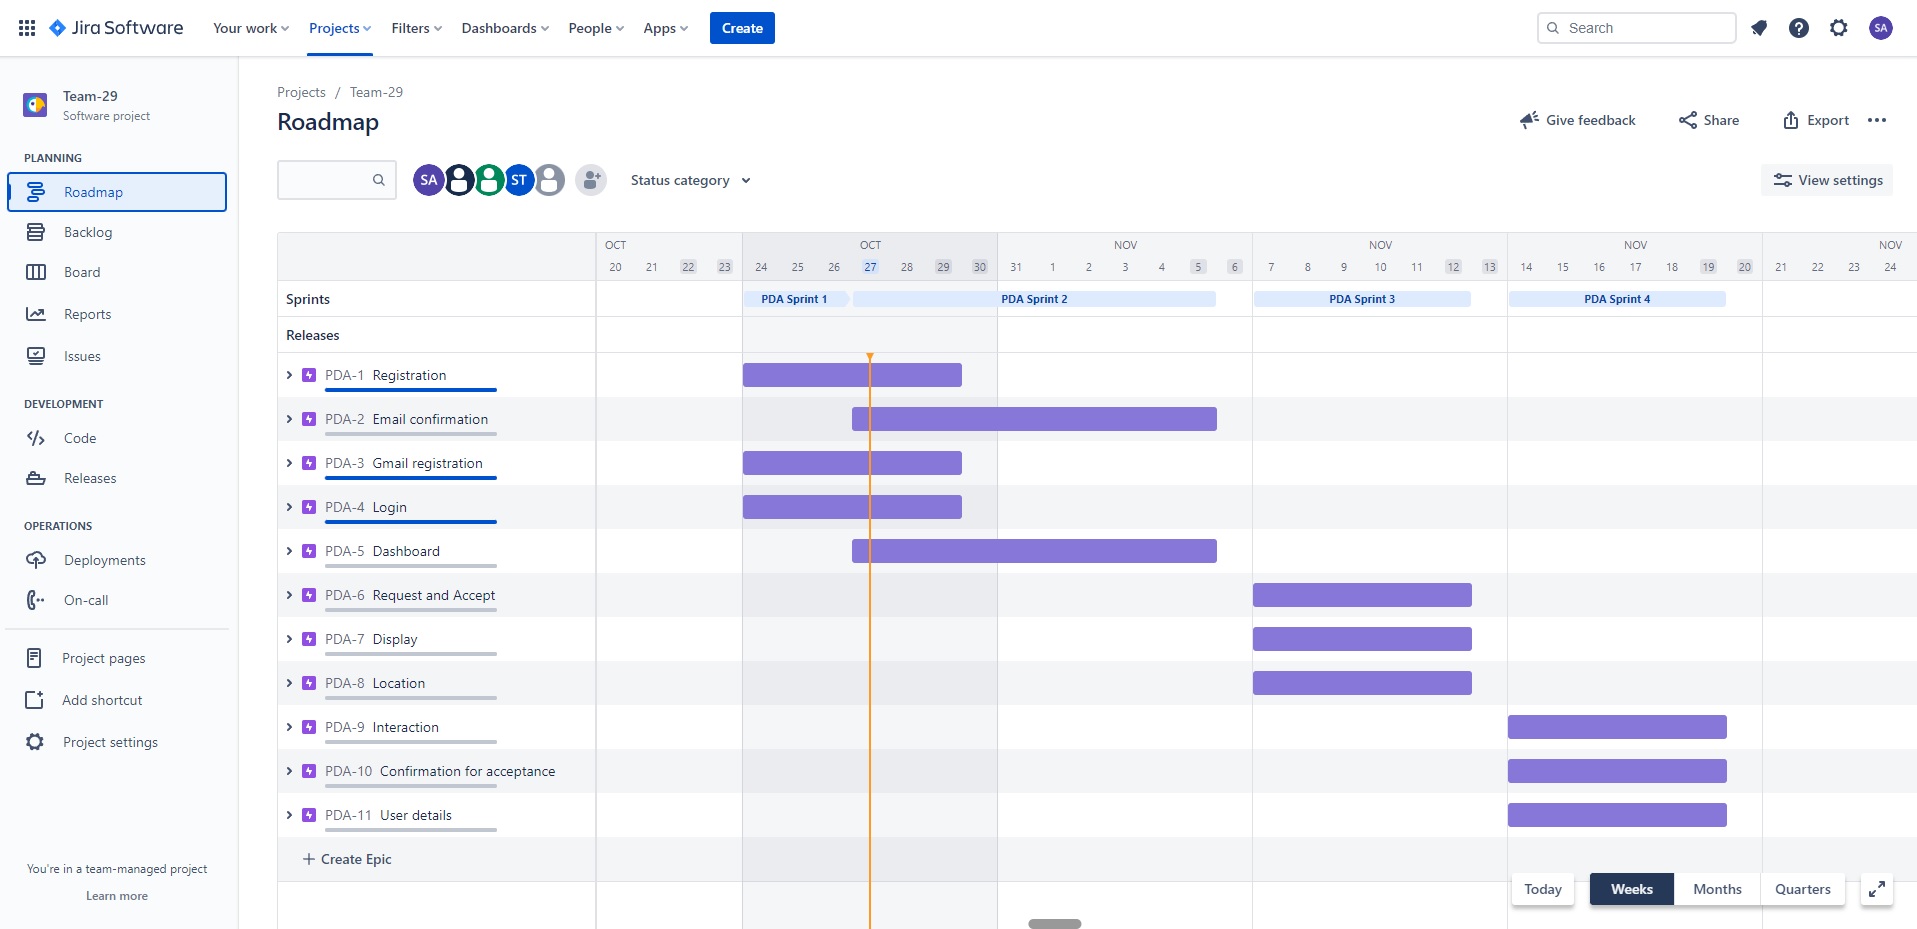 Jira Software Your work Projects Filters Dashboards People Apps Create Search SA
Team-29
Software project
PLANNING
Roadmap
Backlog
Board
Reports
Issues
DEVELOPMENT
Code
Releases
OPERATIONS
Deployments
On-call
Project pages
Add shortcut
Project settings
You're in a team-managed project
Learn more
Projects / Team-29
Roadmap
Give feedback Share Export
SA ST Status category View settings
OCT OCT NOV NOV NOV NOV
20 21 22 23 24 25 26 27 28 29 30 31 1 2 3 4 5 6 7 8 9 10 11 12 13 14 15 16 17 18 19 20 21 22 23 24
Sprints PDA Sprint 1 PDA Sprint 2 PDA Sprint 3 PDA Sprint 4
Releases
PDA-1 Registration
PDA-2 Email confirmation
PDA-3 Gmail registration
PDA-4 Login
PDA-5 Dashboard
PDA-6 Request and Accept
PDA-7 Display
PDA-8 Location
PDA-9 Interaction
PDA-10 Confirmation for acceptance
PDA-11 User details
+ Create Epic
Today Weeks Months Quarters